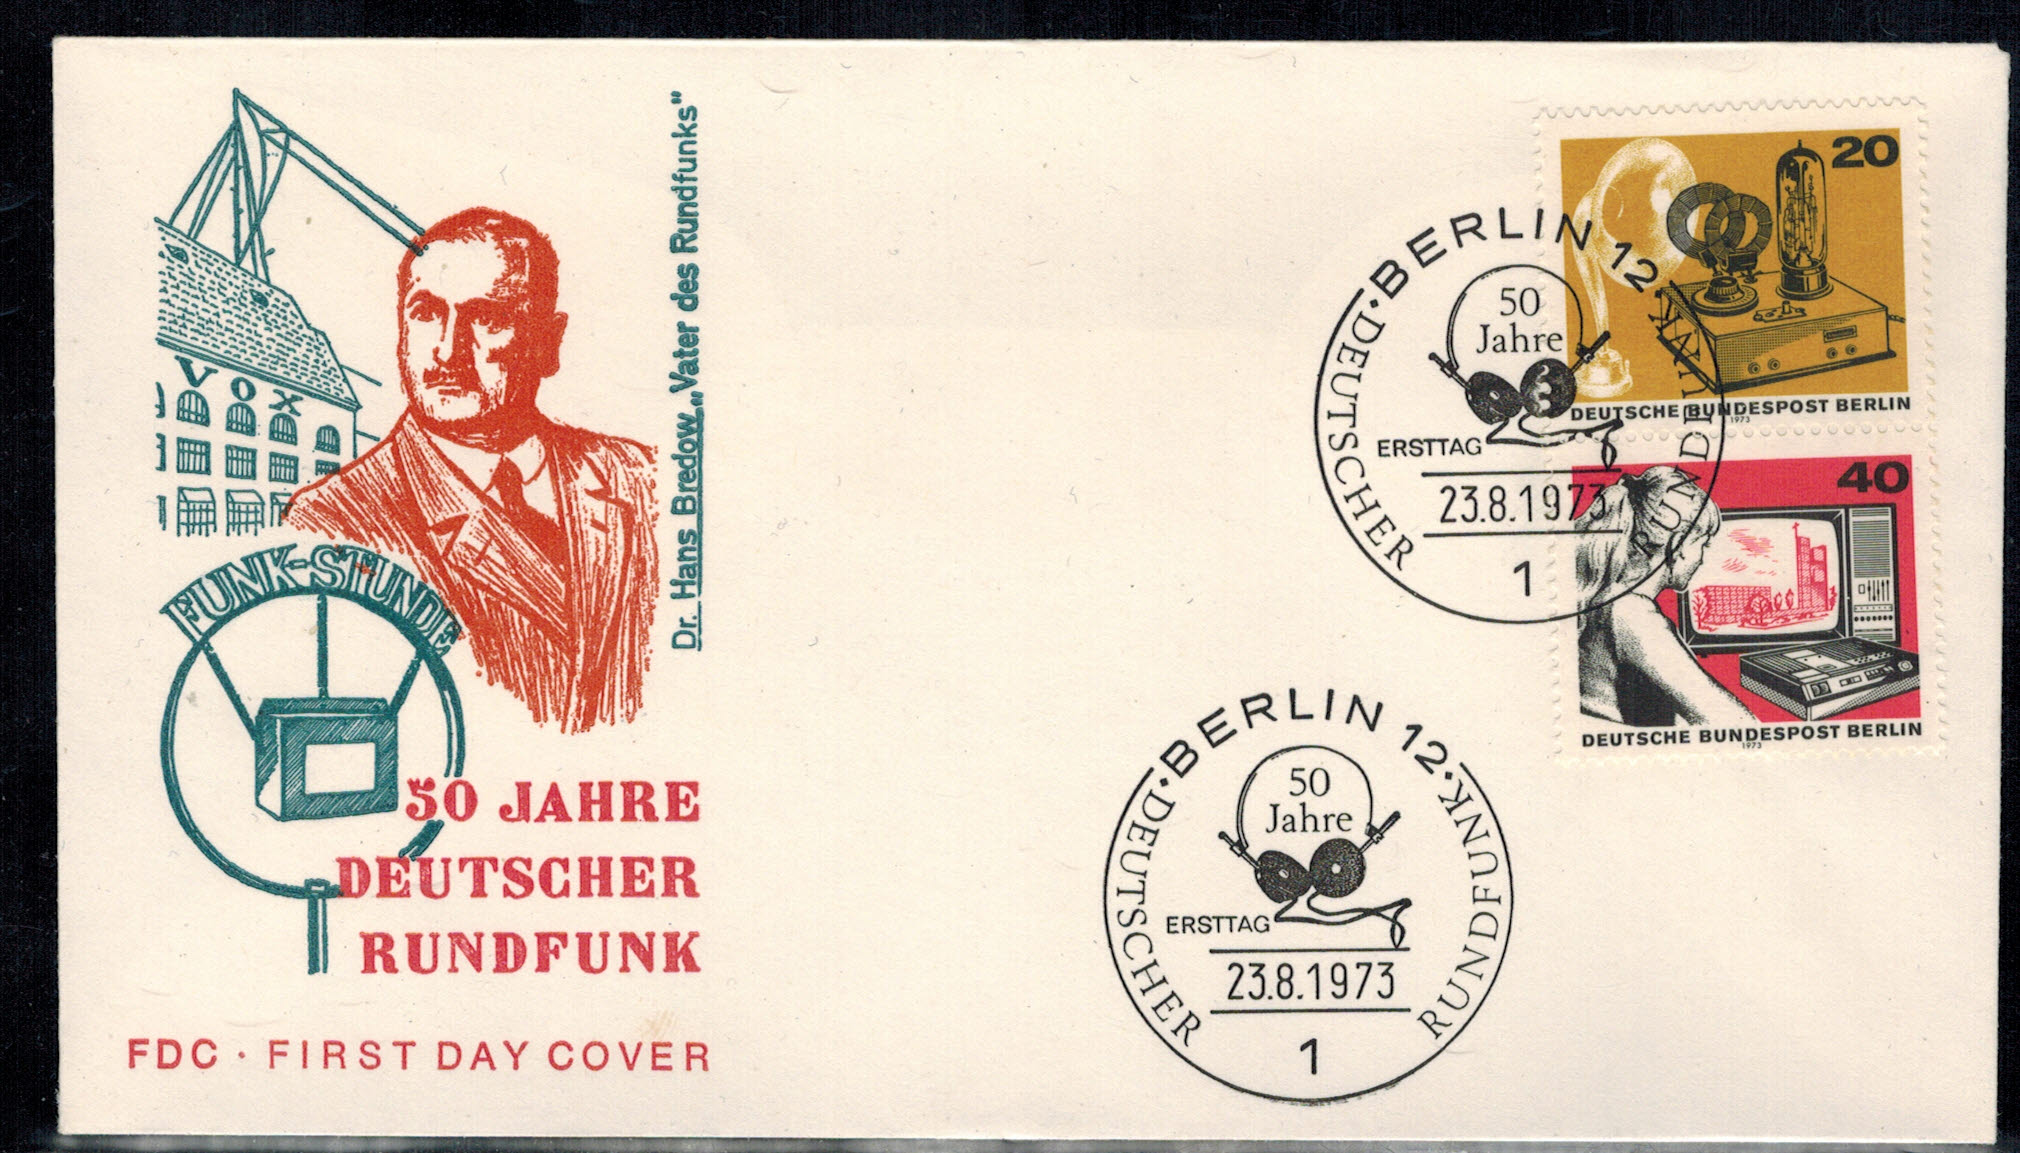 VOX
Dr. Hans Bredow „Vater des Rundfunks"
FUNK-STUNDE
50 JAHRE
DEUTSCHER
RUNDFUNK
FDC · FIRST DAY COVER
20
DEUTSCHE BUNDESPOST BERLIN
1973
40
DEUTSCHE BUNDESPOST BERLIN
1973
· BERLIN 12 ·
DEUTSCHER RUNDFUNK
50
Jahre
ERSTTAG
23.8.1973
1
· BERLIN 12 ·
DEUTSCHER RUNDFUNK
50
Jahre
ERSTTAG
23.8.1973
1